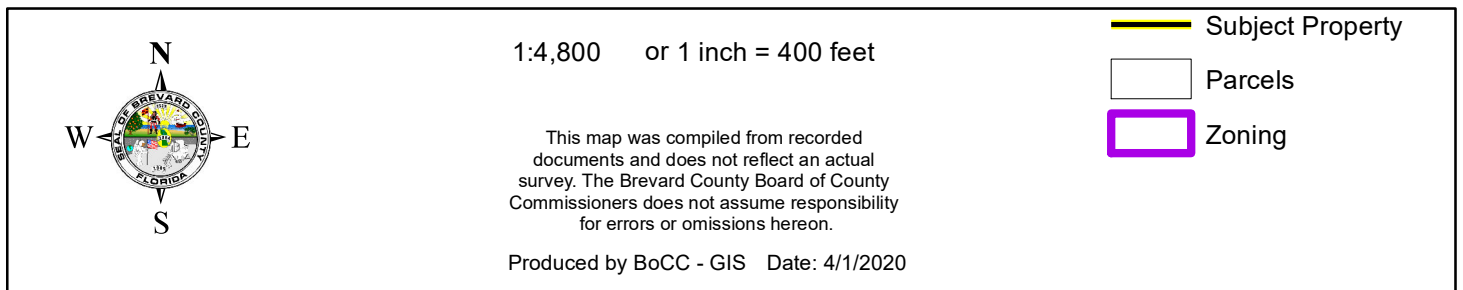 N
W
E
S
SEAL OF BREVARD COUNTY
FLORIDA
1:4,800 or 1 inch = 400 feet
This map was compiled from recorded
documents and does not reflect an actual
survey. The Brevard County Board of County
Commissioners does not assume responsibility
for errors or omissions hereon.
Produced by BoCC - GIS Date: 4/1/2020
Subject Property
Parcels
Zoning